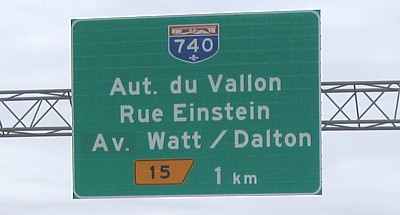 740
Aut. du Vallon
Rue Einstein
Av. Watt / Dalton
15 1 km